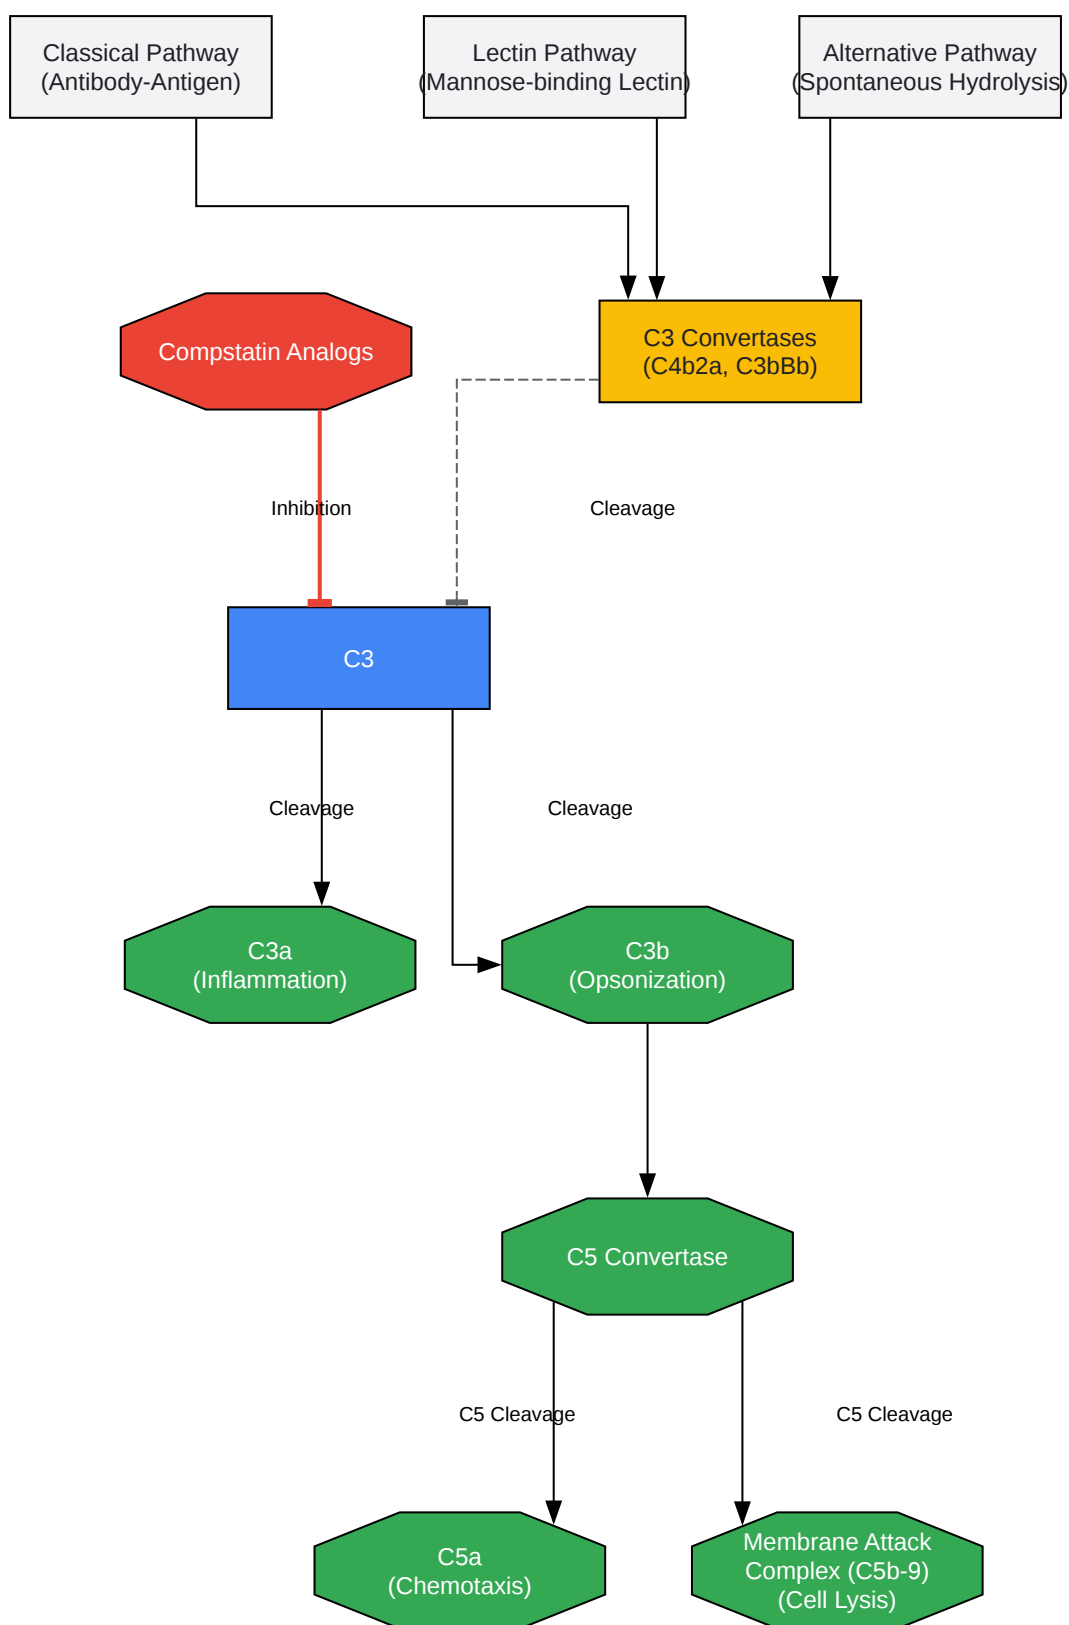 Classical Pathway
(Antibody-Antigen)
Lectin Pathway
(Mannose-binding Lectin)
Alternative Pathway
(Spontaneous Hydrolysis)
Compstatin Analogs
C3 Convertases
(C4b2a, C3bBb)
Inhibition
Cleavage
C3
Cleavage
Cleavage
C3a
(Inflammation)
C3b
(Opsonization)
C5 Convertase
C5 Cleavage
C5 Cleavage
C5a
(Chemotaxis)
Membrane Attack
Complex (C5b-9)
(Cell Lysis)